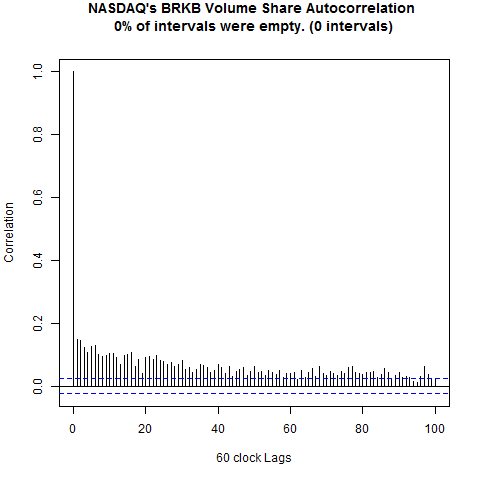 NASDAQ's BRKB Volume Share Autocorrelation
0% of intervals were empty. (0 intervals)
Correlation
1.0
0.8
0.6
0.4
0.2
0.0
0 20 40 60 80 100
60 clock Lags